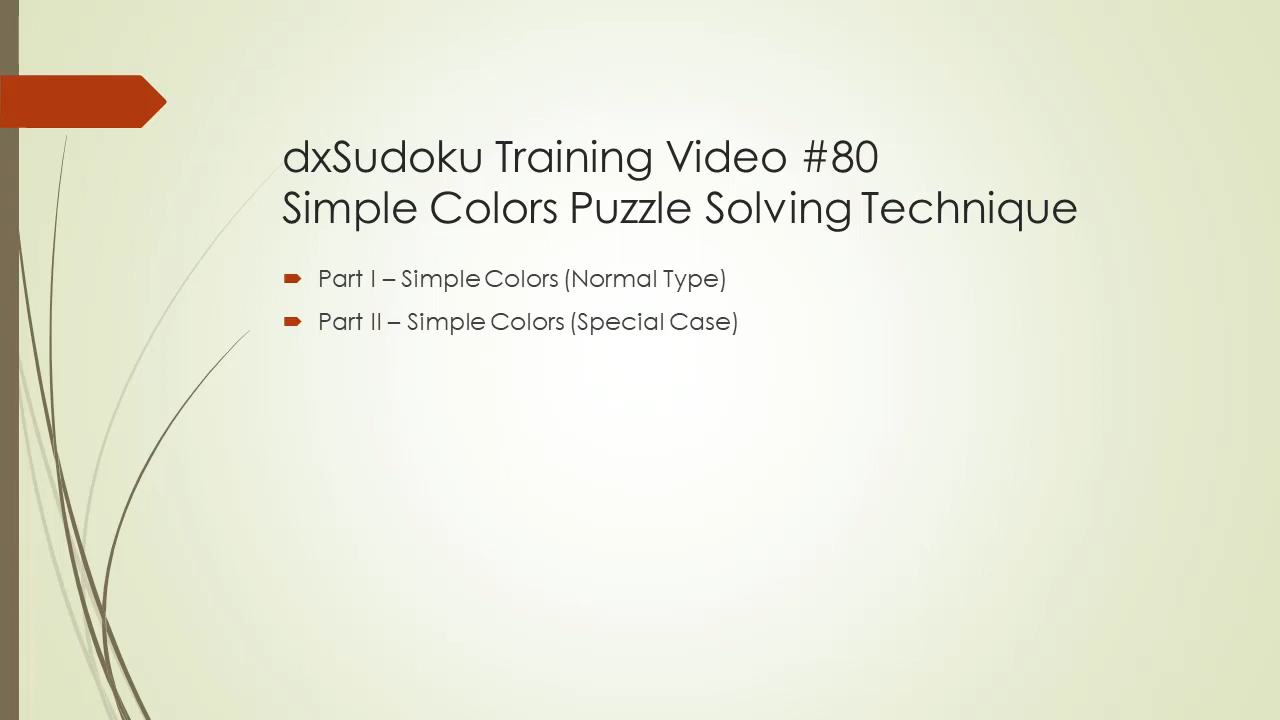 dxSudoku Training Video #80
Simple Colors Puzzle Solving Technique
Part I – Simple Colors (Normal Type)
Part II – Simple Colors (Special Case)